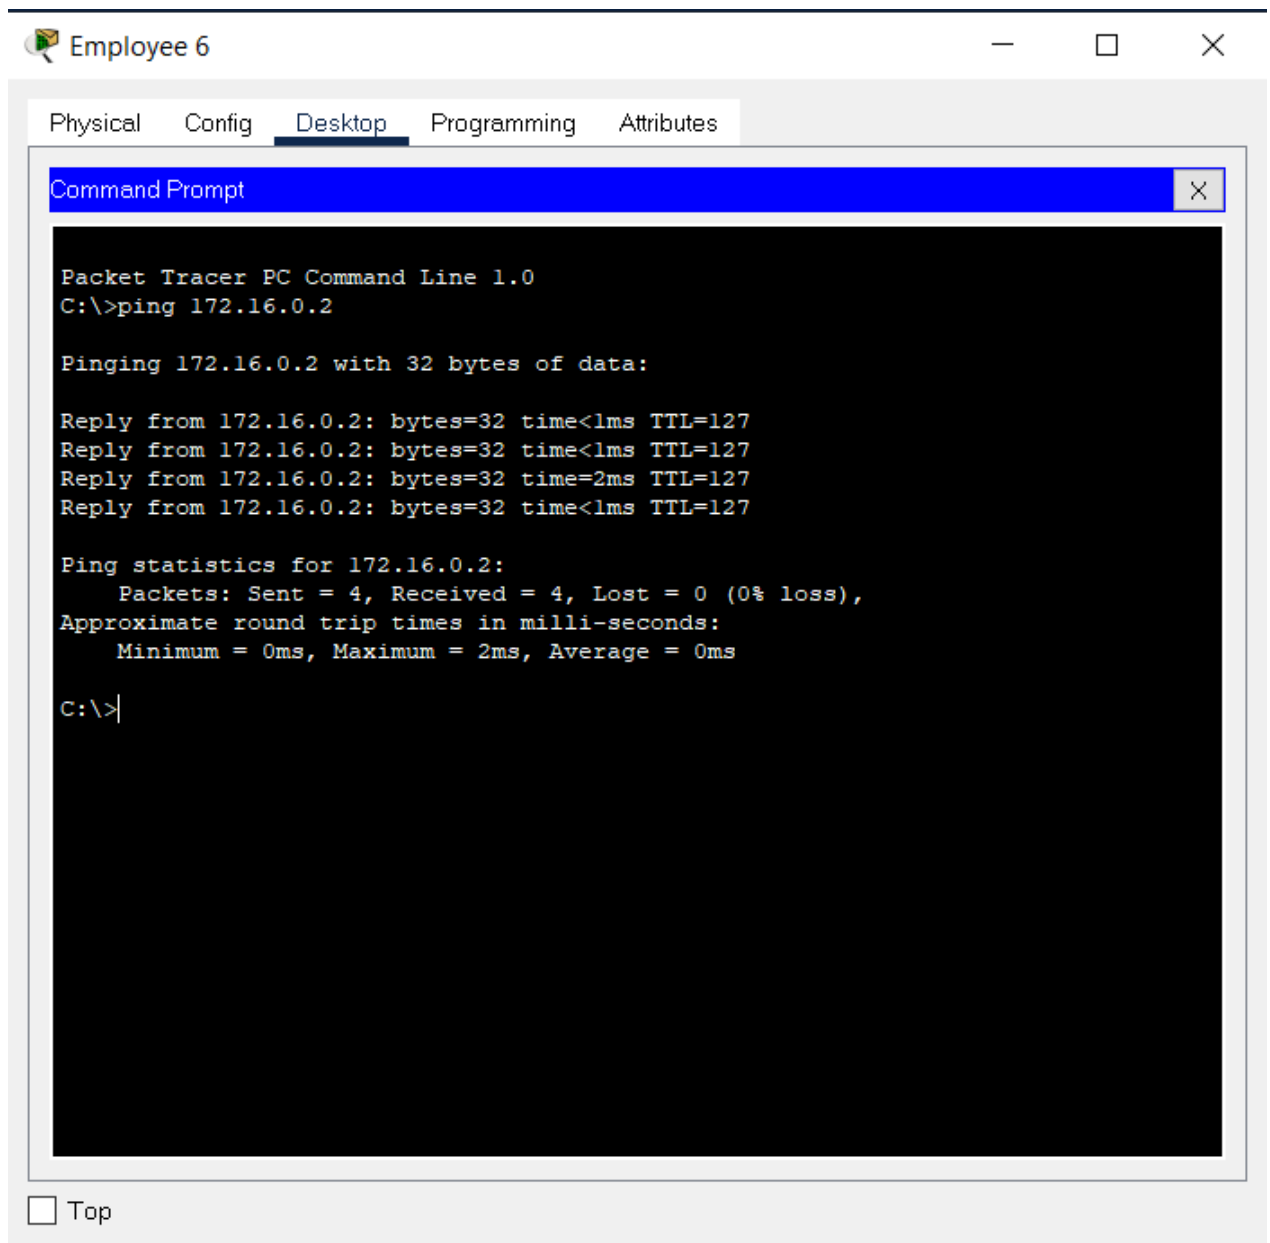 Employee 6
Physical Config Desktop Programming Attributes
Command Prompt
X
Packet Tracer PC Command Line 1.0
C:\>ping 172.16.0.2
Pinging 172.16.0.2 with 32 bytes of data:
Reply from 172.16.0.2: bytes=32 time<1ms TTL=127
Reply from 172.16.0.2: bytes=32 time<1ms TTL=127
Reply from 172.16.0.2: bytes=32 time=2ms TTL=127
Reply from 172.16.0.2: bytes=32 time<1ms TTL=127
Ping statistics for 172.16.0.2:
    Packets: Sent = 4, Received = 4, Lost = 0 (0% loss),
Approximate round trip times in milli-seconds:
    Minimum = 0ms, Maximum = 2ms, Average = 0ms
C:\>
Top